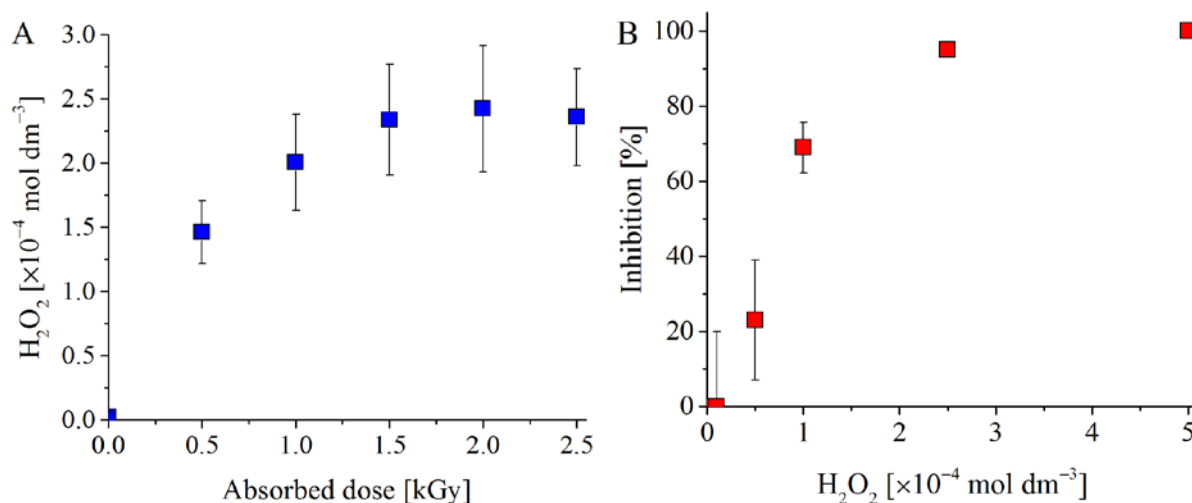 A
H₂O₂ [×10⁻⁴ mol dm⁻³]
3.0
2.5
2.0
1.5
1.0
0.5
0.0
0.0 0.5 1.0 1.5 2.0 2.5
Absorbed dose [kGy]
B
Inhibition [%]
100
80
60
40
20
0
0 1 2 3 4 5
H₂O₂ [×10⁻⁴ mol dm⁻³]